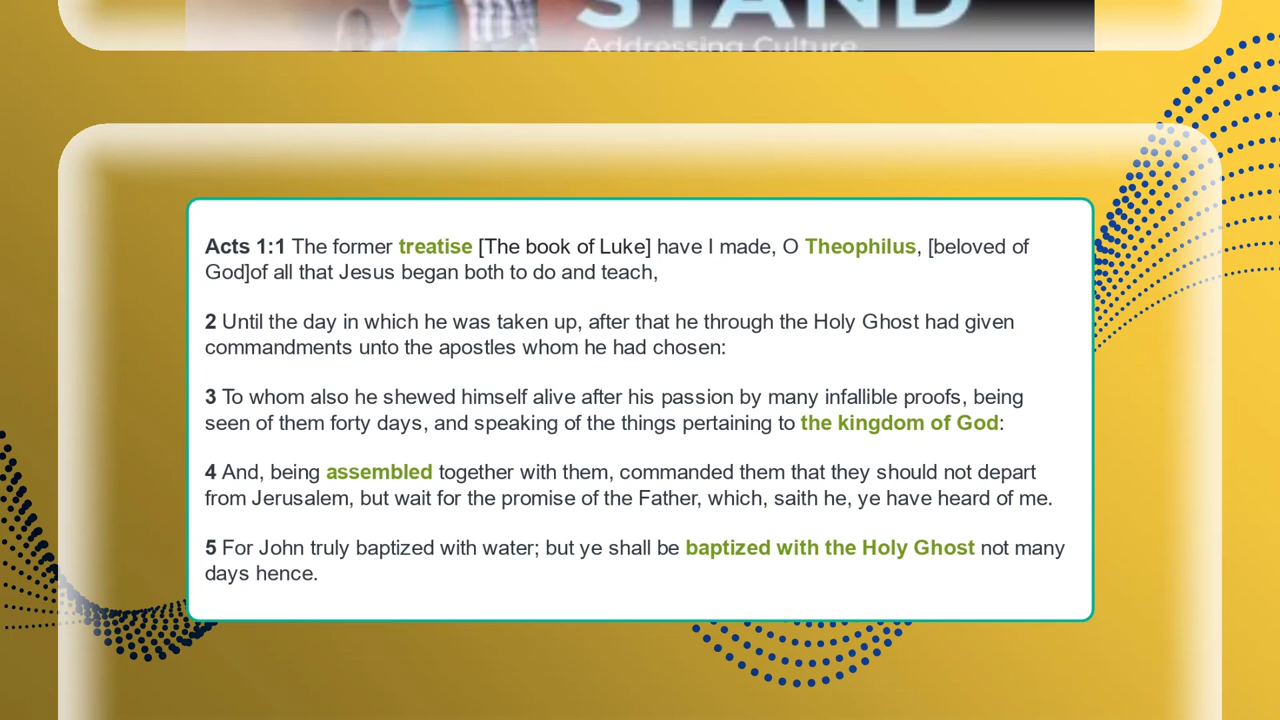 STAND
Addressing Culture
Acts 1:1 The former treatise [The book of Luke] have I made, O Theophilus, [beloved of
God]of all that Jesus began both to do and teach,
2 Until the day in which he was taken up, after that he through the Holy Ghost had given
commandments unto the apostles whom he had chosen:
3 To whom also he shewed himself alive after his passion by many infallible proofs, being
seen of them forty days, and speaking of the things pertaining to the kingdom of God:
4 And, being assembled together with them, commanded them that they should not depart
from Jerusalem, but wait for the promise of the Father, which, saith he, ye have heard of me.
5 For John truly baptized with water; but ye shall be baptized with the Holy Ghost not many
days hence.